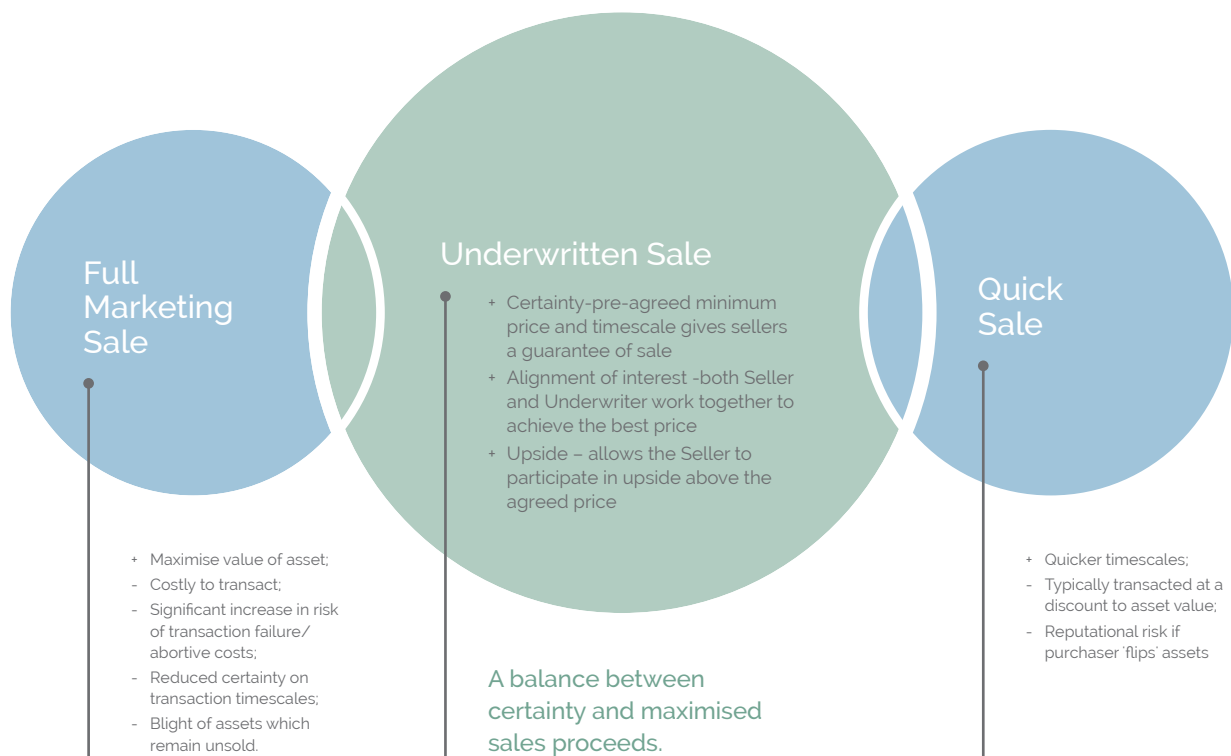 Full
Marketing
Sale
+ Maximise value of asset;
- Costly to transact;
- Significant increase in risk
of transaction failure/
abortive costs;
- Reduced certainty on
transaction timescales;
- Blight of assets which
remain unsold.
Underwritten Sale
+ Certainty-pre-agreed minimum
price and timescale gives sellers
a guarantee of sale
+ Alignment of interest -both Seller
and Underwriter work together to
achieve the best price
+ Upside – allows the Seller to
participate in upside above the
agreed price
A balance between
certainty and maximised
sales proceeds.
Quick
Sale
+ Quicker timescales;
- Typically transacted at a
discount to asset value;
- Reputational risk if
purchaser ‘flips’ assets